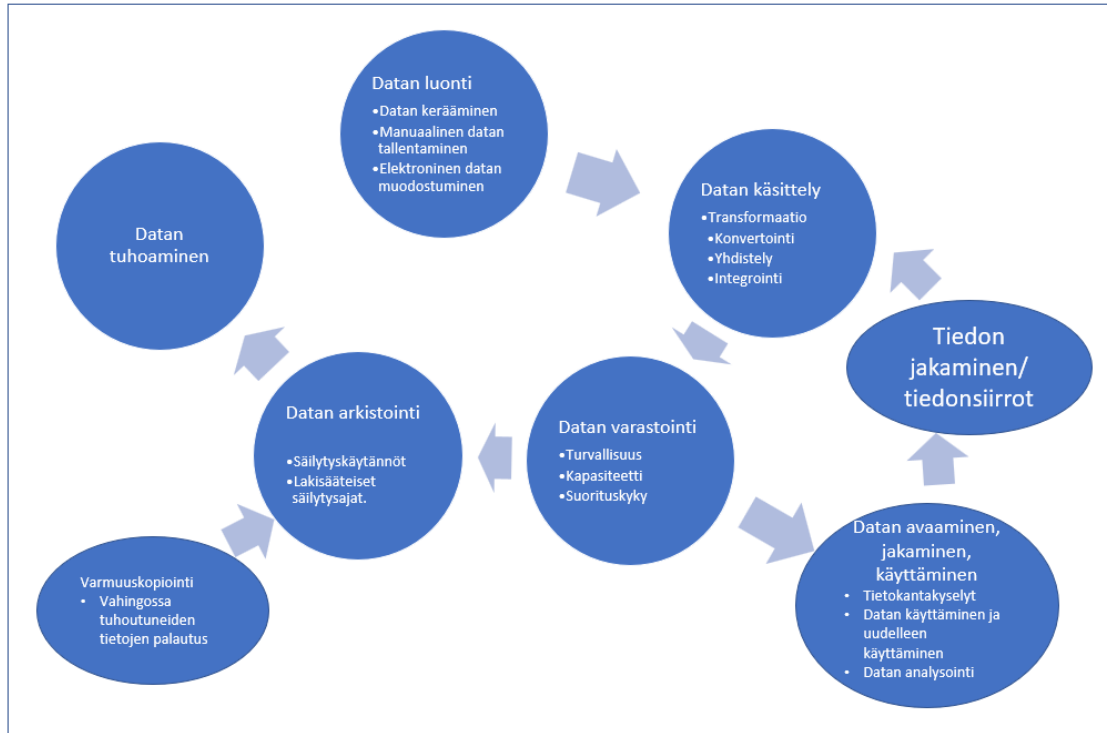 Datan luonti
•Datan kerääminen
•Manuaalinen datan
tallentaminen
•Elektroninen datan
muodostuminen
Datan käsittely
•Transformaatio
•Konvertointi
•Yhdistely
•Integrointi
Datan
tuhoaminen
Tiedon
jakaminen/
tiedonsiirrot
Datan arkistointi
•Säilytyskäytännöt
•Lakisääteiset
säilytysajat.
Datan varastointi
•Turvallisuus
•Kapasiteetti
•Suorituskyky
Datan avaaminen,
jakaminen,
käyttäminen
• Tietokantakyselyt
• Datan käyttäminen ja
uudelleen
käyttäminen
• Datan analysointi
Varmuuskopiointi
• Vahingossa
tuhoutuneiden
tietojen palautus